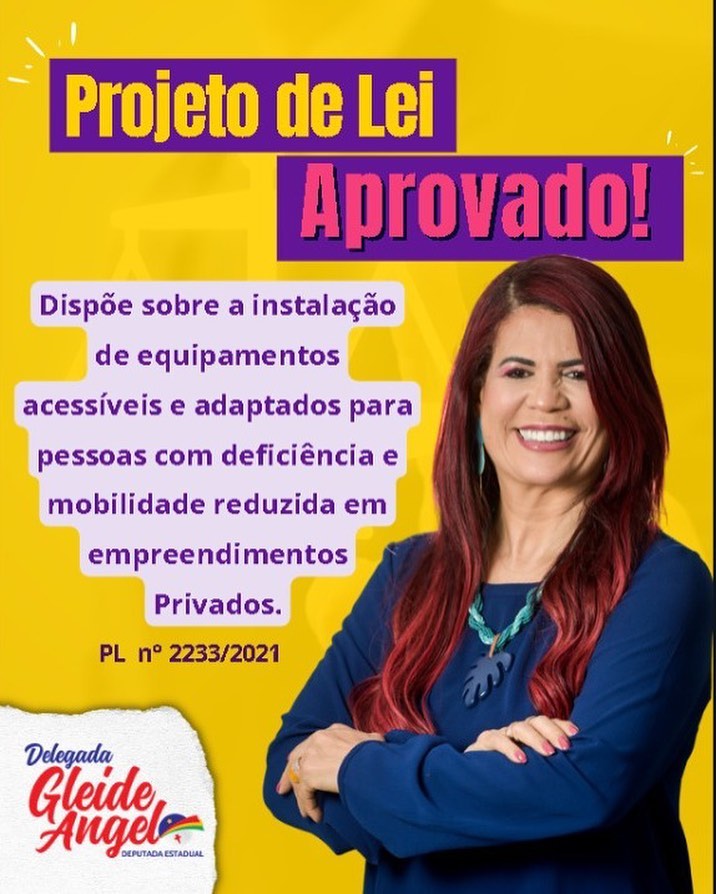 Projeto de Lei
Aprovado!
Dispõe sobre a instalação
de equipamentos
acessíveis e adaptados para
pessoas com deficiência e
mobilidade reduzida em
empreendimentos
Privados.
PL nº 2233/2021
Delegada
Gleide
Angelo
DEPUTADA ESTADUAL